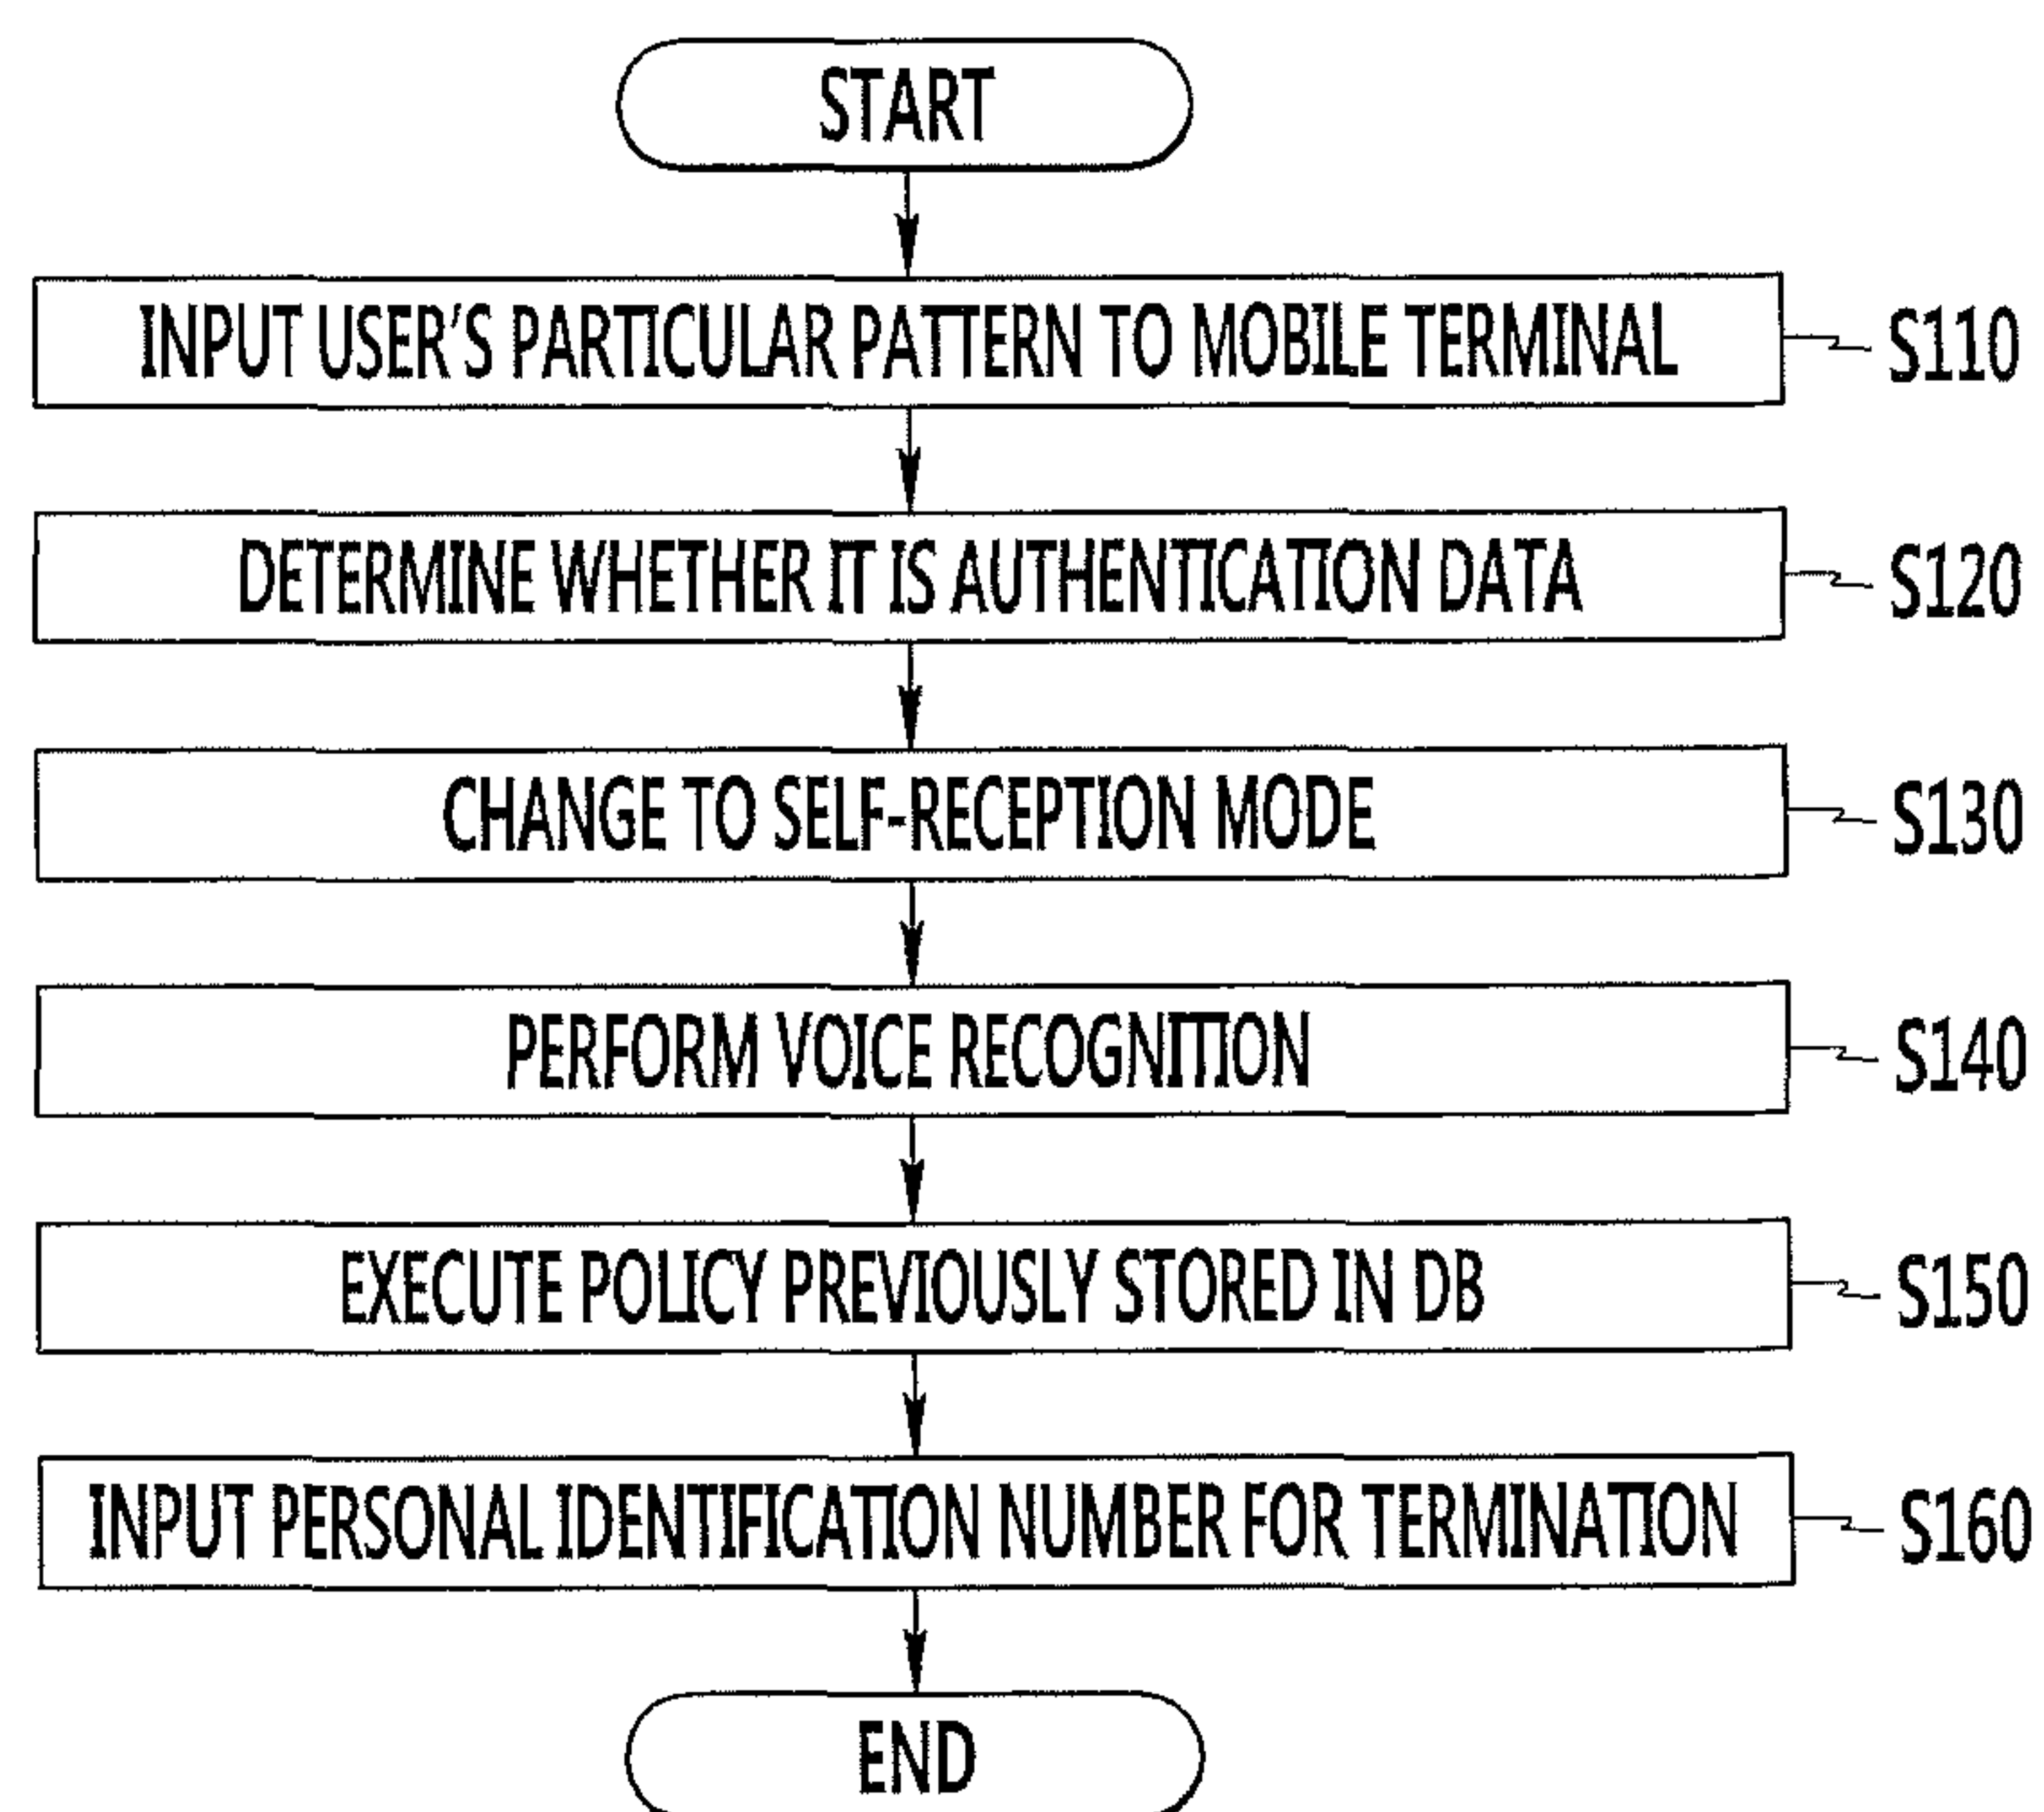 START
INPUT USER'S PARTICULAR PATTERN TO MOBILE TERMINAL
S110
DETERMINE WHETHER IT IS AUTHENTICATION DATA
S120
CHANGE TO SELF-RECEPTION MODE
S130
PERFORM VOICE RECOGNITION
S140
EXECUTE POLICY PREVIOUSLY STORED IN DB
S150
INPUT PERSONAL IDENTIFICATION NUMBER FOR TERMINATION
S160
END